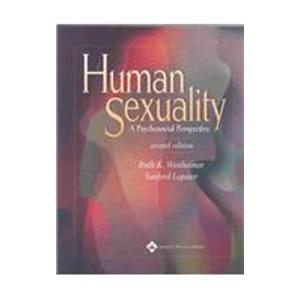 Human
Sexuality
A Psychosocial Perspective
second edition
Ruth K. Westheimer
Sanford Lopater